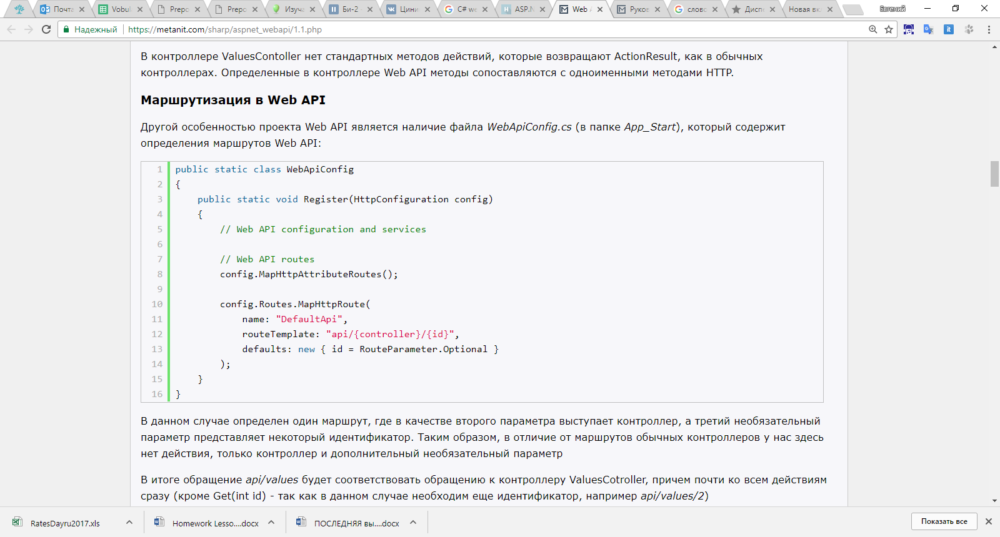 Почта
Vobul
Prepo
Prepo
Изуча
Би-2 -
Цини
C# we
ASP.N
Web A
Руков
словс
Диспе
Новая вк
Евгений
Надежный
https://metanit.com/sharp/aspnet_webapi/1.1.php
В контроллере ValuesContoller нет стандартных методов действий, которые возвращают ActionResult, как в обычных
контроллерах. Определенные в контроллере Web API методы сопоставляются с одноименными методами HTTP.
Маршрутизация в Web API
Другой особенностью проекта Web API является наличие файла WebApiConfig.cs (в папке App_Start), который содержит
определения маршрутов Web API:
1 public static class WebApiConfig
2 {
3 public static void Register(HttpConfiguration config)
4 {
5 // Web API configuration and services
6
7 // Web API routes
8 config.MapHttpAttributeRoutes();
9
10 config.Routes.MapHttpRoute(
11 name: "DefaultApi",
12 routeTemplate: "api/{controller}/{id}",
13 defaults: new { id = RouteParameter.Optional }
14 );
15 }
16 }
В данном случае определен один маршрут, где в качестве второго параметра выступает контроллер, а третий необязательный
параметр представляет некоторый идентификатор. Таким образом, в отличие от маршрутов обычных контроллеров у нас здесь
нет действия, только контроллер и дополнительный необязательный параметр
В итоге обращение api/values будет соответствовать обращению к контроллеру ValuesCotroller, причем почти ко всем действиям
сразу (кроме Get(int id) - так как в данном случае необходим еще идентификатор, например api/values/2)
RatesDayru2017.xls
Homework Lesso....docx
ПОСЛЕДНЯЯ вы....docx
Показать все